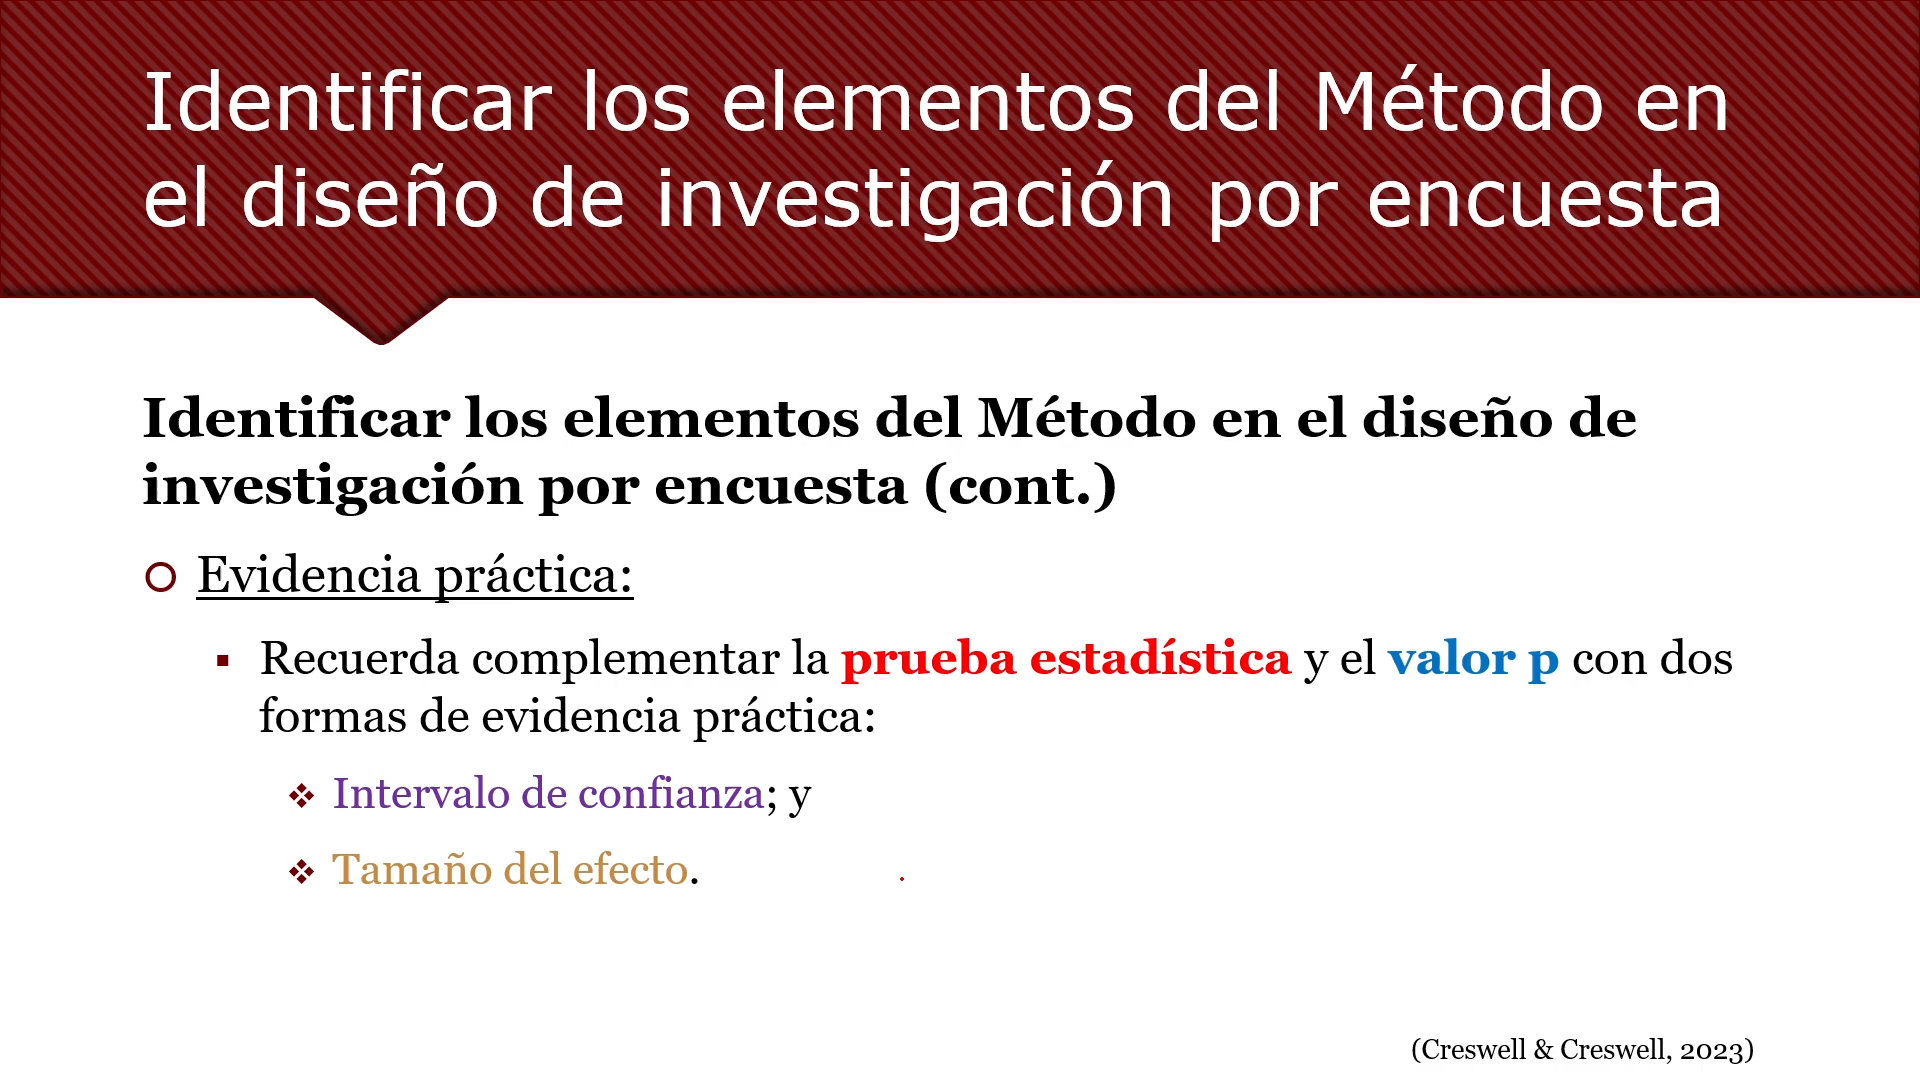 Identificar los elementos del Método en
el diseño de investigación por encuesta
Identificar los elementos del Método en el diseño de
investigación por encuesta (cont.)
Evidencia práctica:
Recuerda complementar la prueba estadística y el valor p con dos
formas de evidencia práctica:
Intervalo de confianza; y
Tamaño del efecto.
(Creswell & Creswell, 2023)